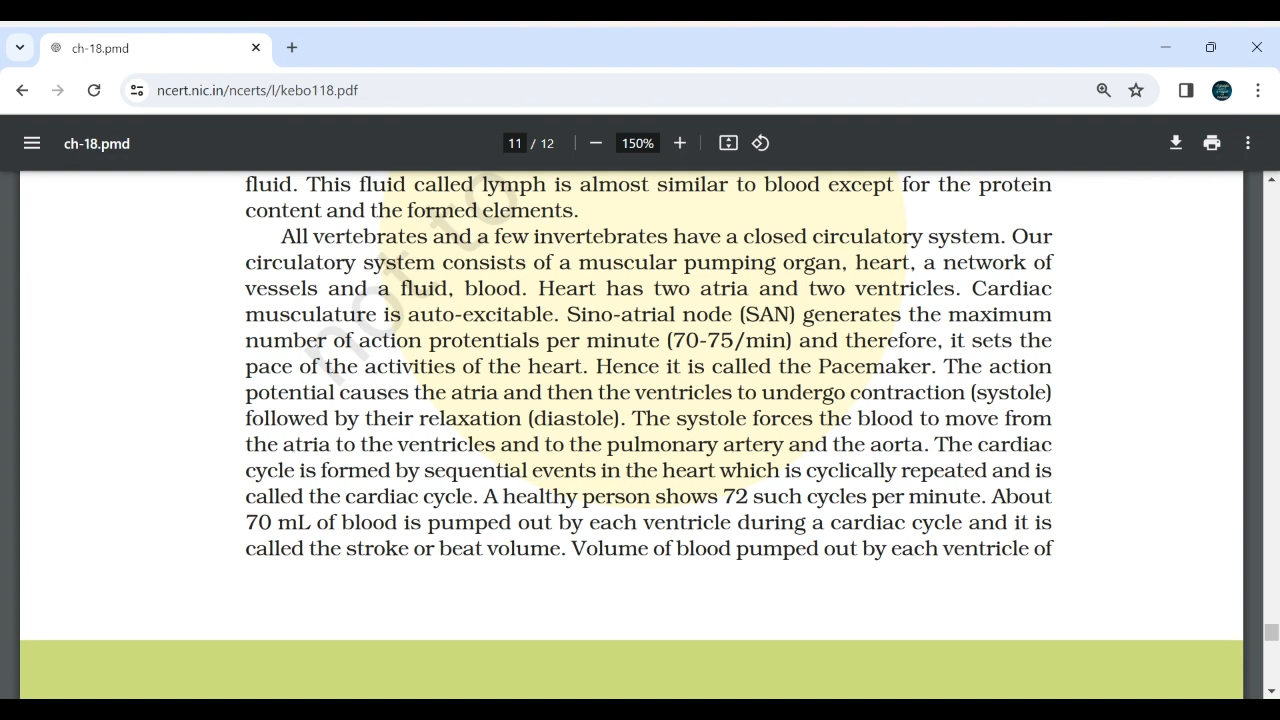 ch-18.pmd
ncert.nic.in/ncerts/l/kebo118.pdf
ch-18.pmd
11 / 12
150%
fluid. This fluid called lymph is almost similar to blood except for the protein
content and the formed elements.
All vertebrates and a few invertebrates have a closed circulatory system. Our
circulatory system consists of a muscular pumping organ, heart, a network of
vessels and a fluid, blood. Heart has two atria and two ventricles. Cardiac
musculature is auto-excitable. Sino-atrial node (SAN) generates the maximum
number of action protentials per minute (70-75/min) and therefore, it sets the
pace of the activities of the heart. Hence it is called the Pacemaker. The action
potential causes the atria and then the ventricles to undergo contraction (systole)
followed by their relaxation (diastole). The systole forces the blood to move from
the atria to the ventricles and to the pulmonary artery and the aorta. The cardiac
cycle is formed by sequential events in the heart which is cyclically repeated and is
called the cardiac cycle. A healthy person shows 72 such cycles per minute. About
70 mL of blood is pumped out by each ventricle during a cardiac cycle and it is
called the stroke or beat volume. Volume of blood pumped out by each ventricle of
not to